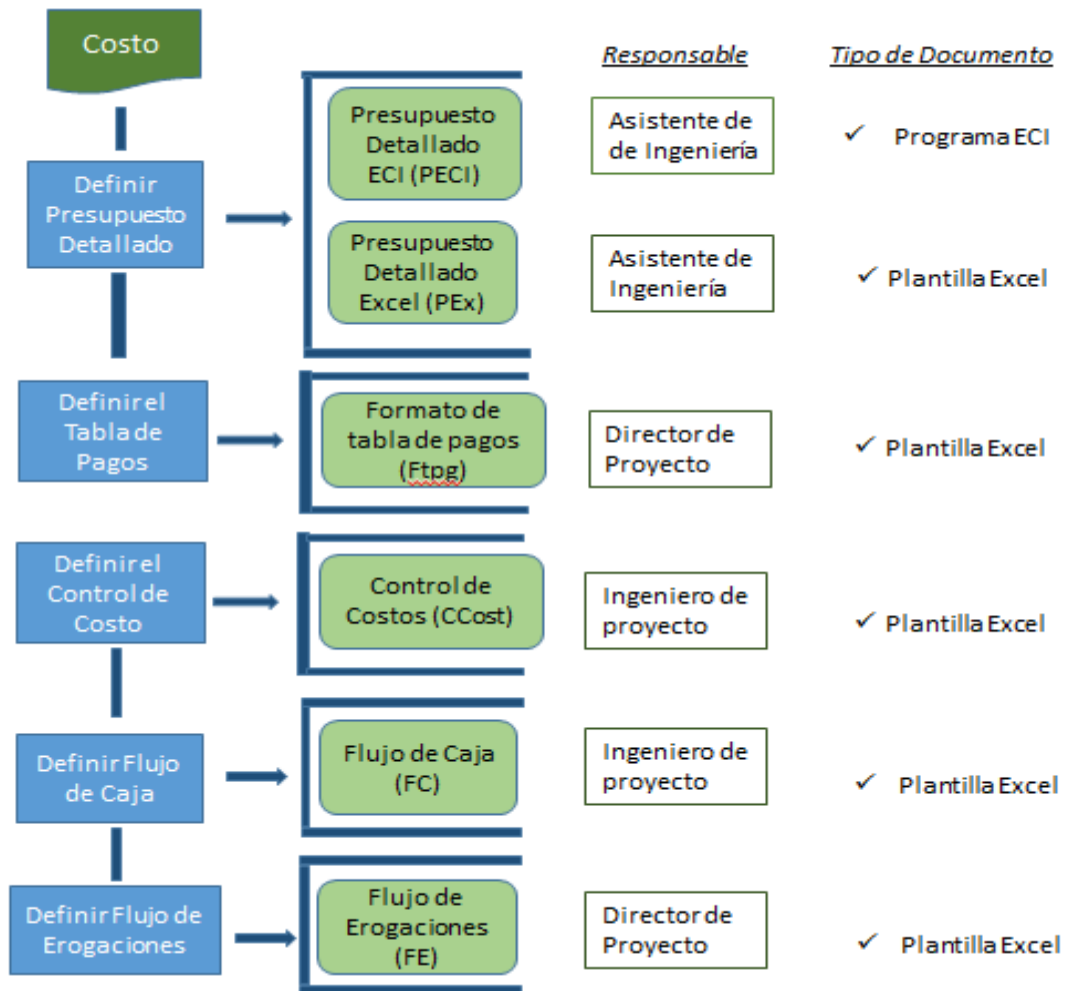 Costo
Responsable
Tipo de Documento
Definir
Presupuesto
Detallado
Presupuesto
Detallado
ECI (PECI)
Asistente de
de Ingeniería
✓ Programa ECI
Presupuesto
Detallado
Excel (PEx)
Asistente de
Ingeniería
✓ Plantilla Excel
Definir el
Tabla de
Pagos
Formato de
tabla de pagos
(Ftpg)
Director de
Proyecto
✓ Plantilla Excel
Definir el
Control de
Costo
Control de
Costos (CCost)
Ingeniero de
proyecto
✓ Plantilla Excel
Definir Flujo
de Caja
Flujo de Caja
(FC)
Ingeniero de
proyecto
✓ Plantilla Excel
Definir Flujo de
Erogaciones
Flujo de
Erogaciones
(FE)
Director de
Proyecto
✓ Plantilla Excel